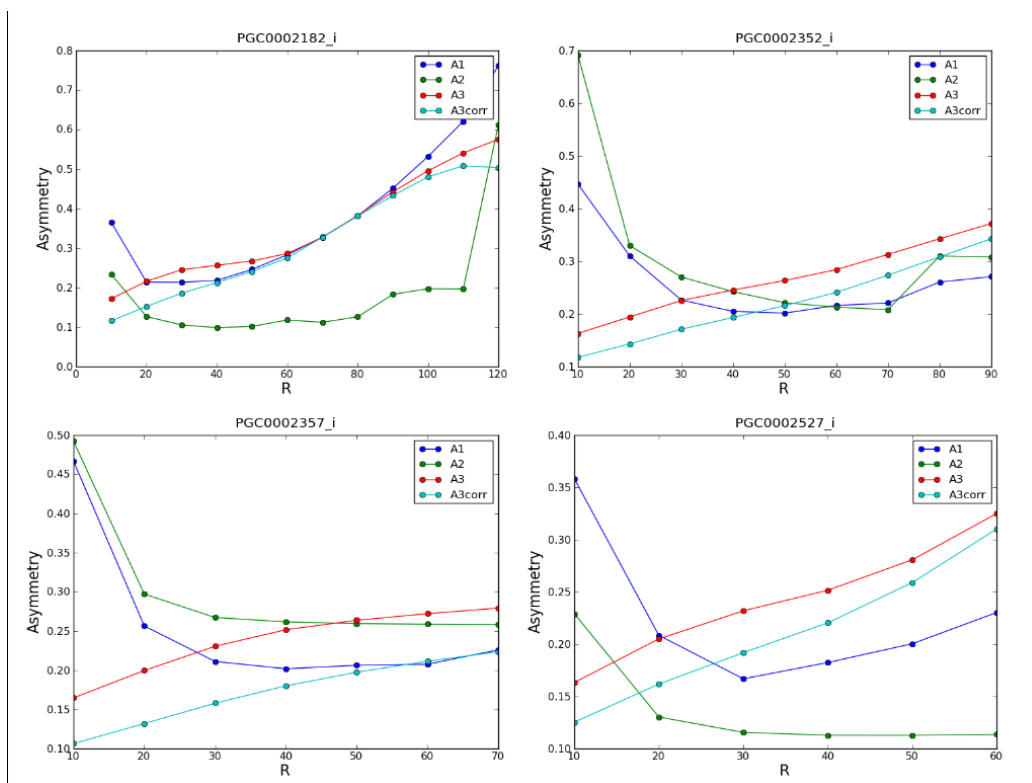 PGC0002182_i
0.8
0.7
0.6
0.5
0.4
0.3
0.2
0.1
0.0
Asymmetry
0 20 40 60 80 100 120
R
A1
A2
A3
A3corr
PGC0002352_i
0.7
0.6
0.5
0.4
0.3
0.2
0.1
Asymmetry
10 20 30 40 50 60 70 80 90
R
A1
A2
A3
A3corr
PGC0002357_i
0.50
0.45
0.40
0.35
0.30
0.25
0.20
0.15
0.10
Asymmetry
10 20 30 40 50 60 70
R
A1
A2
A3
A3corr
PGC0002527_i
0.40
0.35
0.30
0.25
0.20
0.15
0.10
Asymmetry
10 20 30 40 50 60
R
A1
A2
A3
A3corr